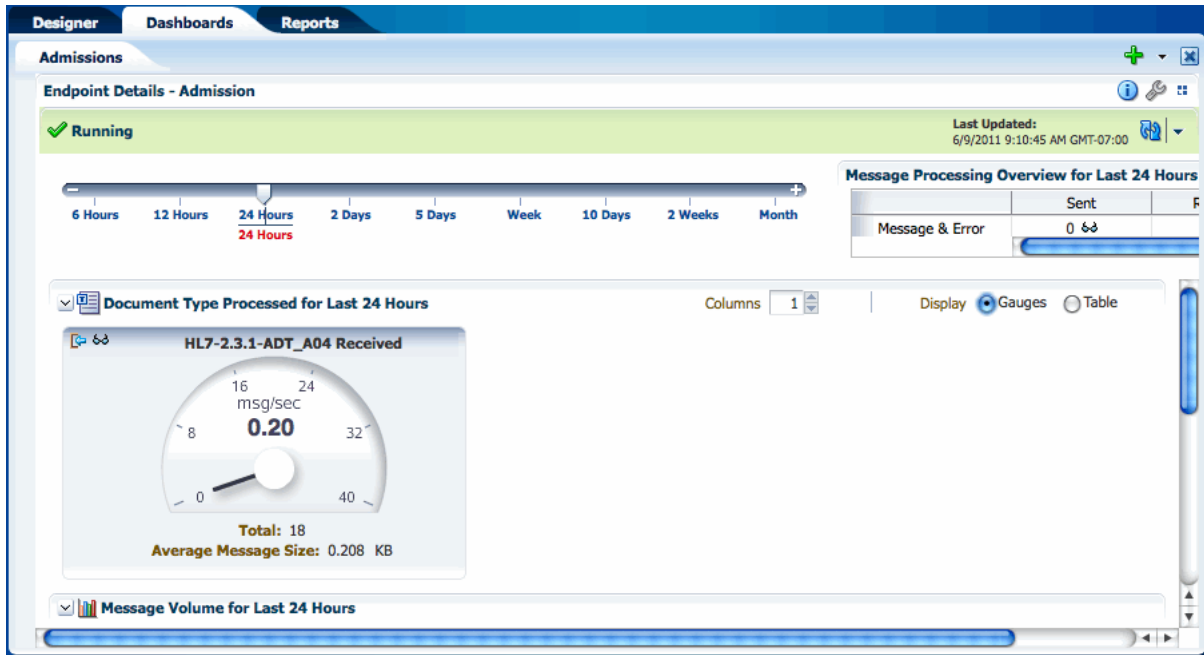 Designer Dashboards Reports
Admissions
Endpoint Details - Admission
Running
Last Updated:
6/9/2011 9:10:45 AM GMT-07:00
6 Hours 12 Hours 24 Hours 2 Days 5 Days Week 10 Days 2 Weeks Month
24 Hours
Message Processing Overview for Last 24 Hours
Sent R
Message & Error 0
Document Type Processed for Last 24 Hours
Columns 1 Display Gauges Table
HL7-2.3.1-ADT_A04 Received
16 24
msg/sec
8 0.20 32
0 40
Total: 18
Average Message Size: 0.208 KB
Message Volume for Last 24 Hours